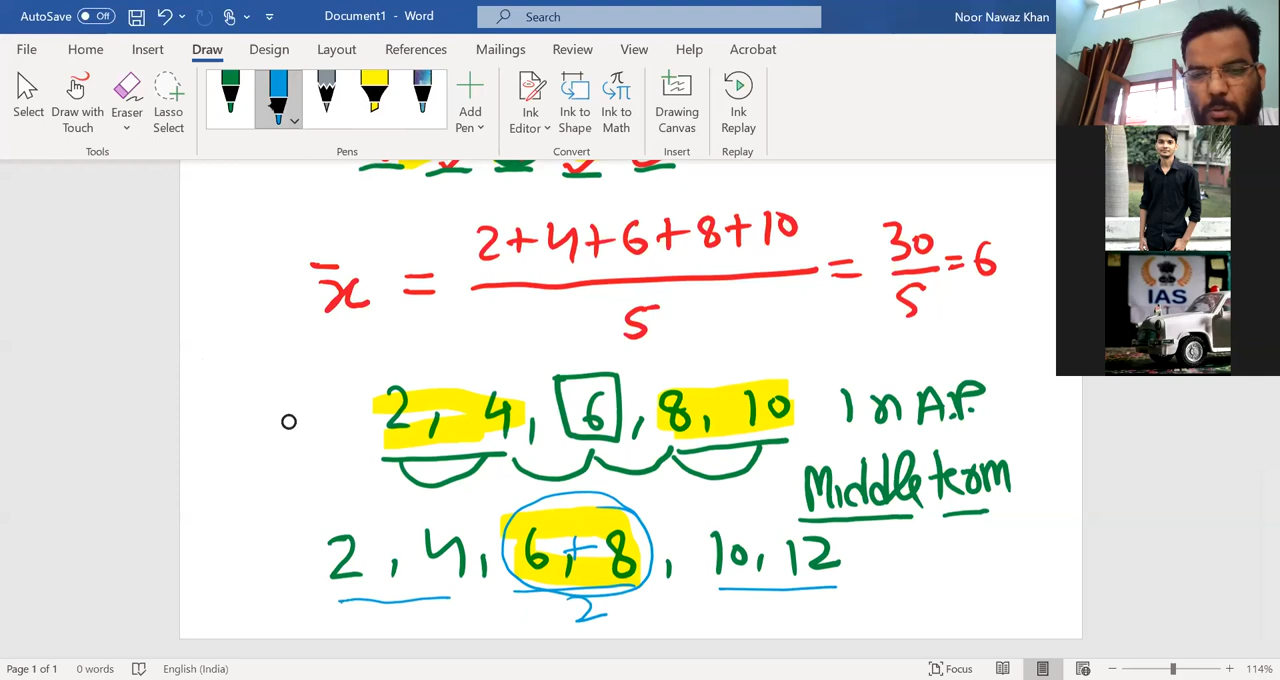 AutoSave Off Document1 - Word Search Noor Nawaz Khan
File Home Insert Draw Design Layout References Mailings Review View Help Acrobat
Select Draw with Touch Eraser Lasso Select Add Pen Ink Editor Ink to Shape Ink to Math Drawing Canvas Ink Replay
Tools Pens Convert Insert Replay
x̄ = (2+4+6+8+10)/5 = 30/5 = 6
2, 4, 6, 8, 10 In A.P.
Middle term
2, 4, 6, + 8, 10, 12
2
IAS
Page 1 of 1 0 words English (India) Focus 114%